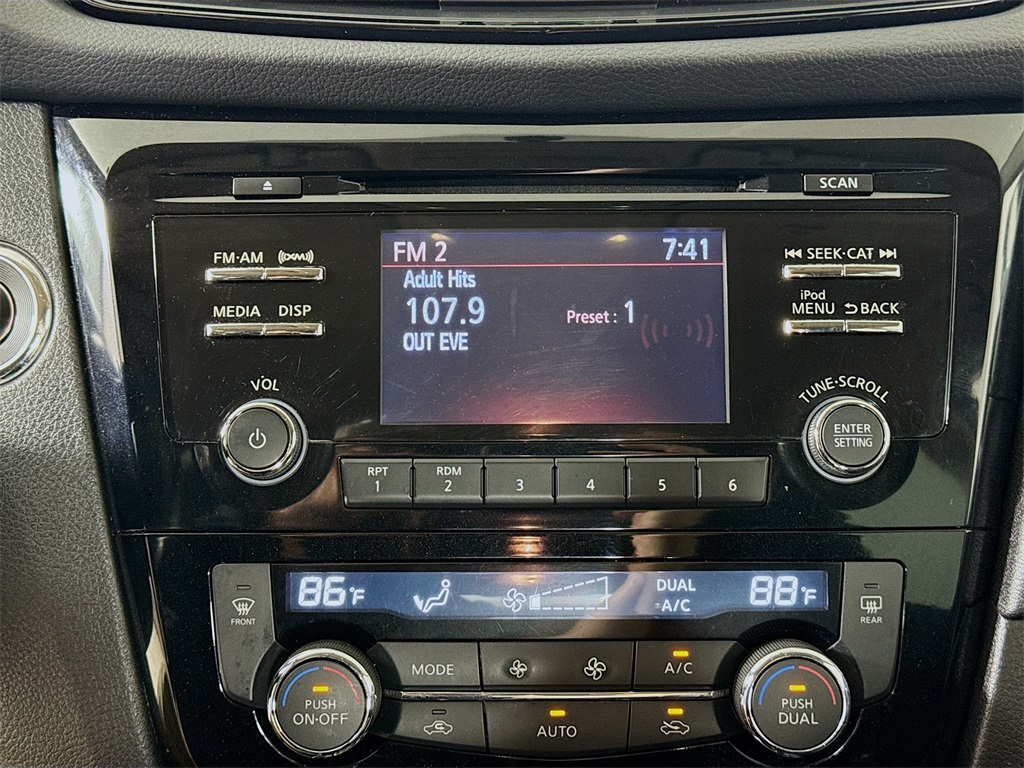 SCAN
FM·AM ((XM))
MEDIA DISP
VOL
FM 2 7:41
Adult Hits
107.9
Preset : 1
OUT EVE
SEEK·CAT
iPod
MENU BACK
TUNE·SCROLL
ENTER
SETTING
RPT
1
RDM
2
3
4
5
6
FRONT
86°F
DUAL
A/C
88°F
REAR
PUSH
ON·OFF
MODE
A/C
AUTO
PUSH
DUAL